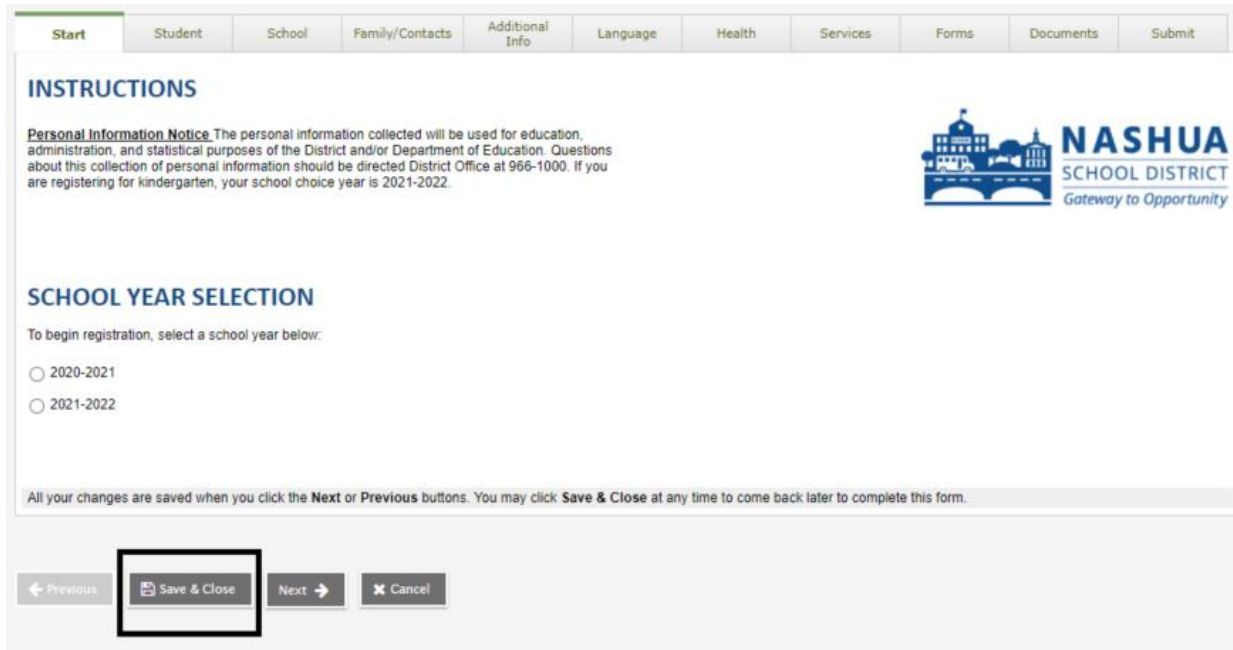 Start Student School Family/Contacts Additional Info Language Health Services Forms Documents Submit
INSTRUCTIONS
Personal Information Notice The personal information collected will be used for education,
administration, and statistical purposes of the District and/or Department of Education. Questions
about this collection of personal information should be directed District Office at 966-1000. If you
are registering for kindergarten, your school choice year is 2021-2022.
NASHUA
SCHOOL DISTRICT
Gateway to Opportunity
SCHOOL YEAR SELECTION
To begin registration, select a school year below:
2020-2021
2021-2022
All your changes are saved when you click the Next or Previous buttons. You may click Save & Close at any time to come back later to complete this form.
Previous Save & Close Next Cancel